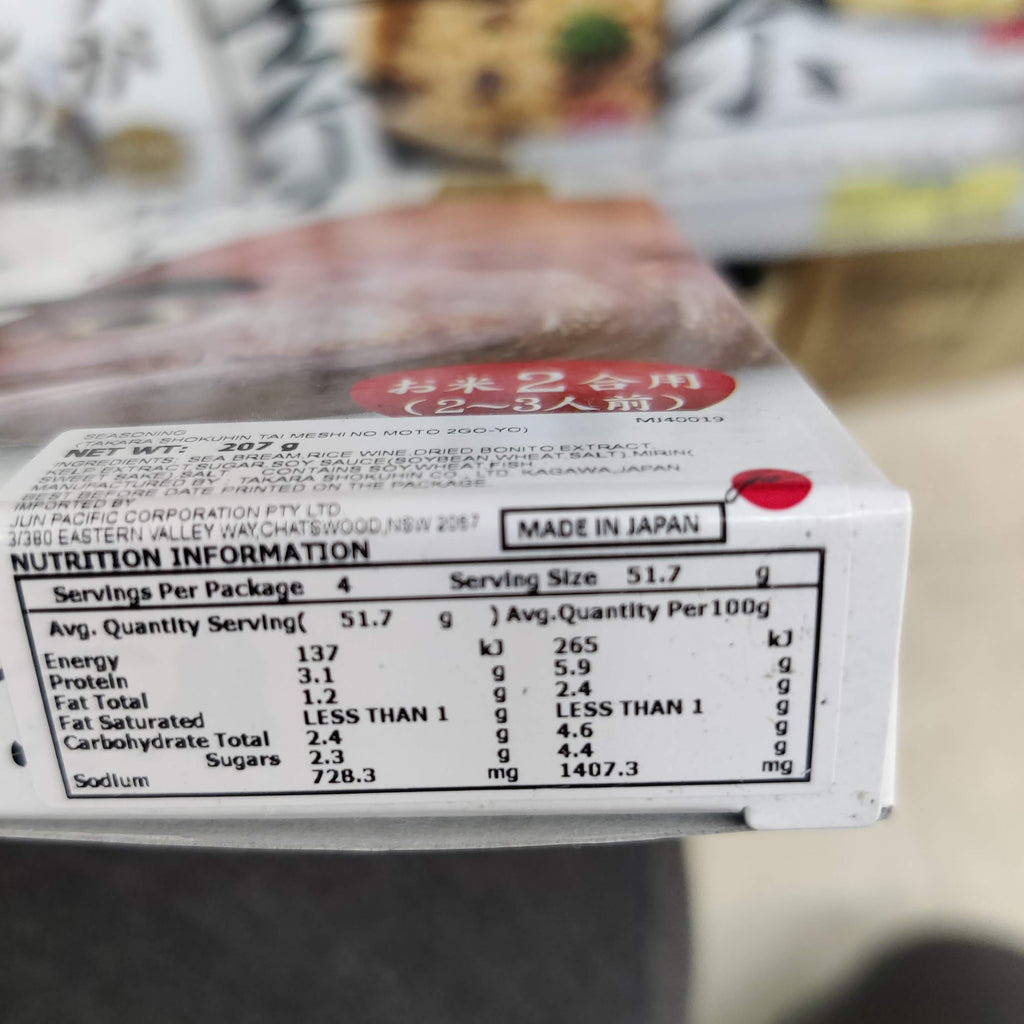 お米2合用
(2~3人前)
MJ40019
SEASONING
(TAKARA SHOKUHIN TAI MESHI NO MOTO 2GO-YO)
NET WT: 207 g
INGREDIENTS: SEA BREAM,RICE WINE,DRIED BONITO EXTRACT,
KELP EXTRACT,SUGAR,SOY SAUCE(SOYBEAN,WHEAT,SALT) MIRIN(
SWEET SAKE),SALT CONTAINS SOY,WHEAT,FISH
MANUFACTURED BY : TAKARA SHOKUHIN CO.,LTD. KAGAWA,JAPAN.
BEST BEFORE DATE PRINTED ON THE PACKAGE
IMPORTED BY
JUN PACIFIC CORPORATION PTY LTD
3/380 EASTERN VALLEY WAY,CHATSWOOD,NSW 2067
MADE IN JAPAN
NUTRITION INFORMATION
Servings Per Package 4 Serving Size 51.7 g
Avg. Quantity Serving( 51.7 g ) Avg.Quantity Per100g
Energy 137 kJ 265 kJ
Protein 3.1 g 5.9 g
Fat Total 1.2 g 2.4 g
Fat Saturated LESS THAN 1 g LESS THAN 1 g
Carbohydrate Total 2.4 g 4.6 g
Sugars 2.3 g 4.4 g
Sodium 728.3 mg 1407.3 mg